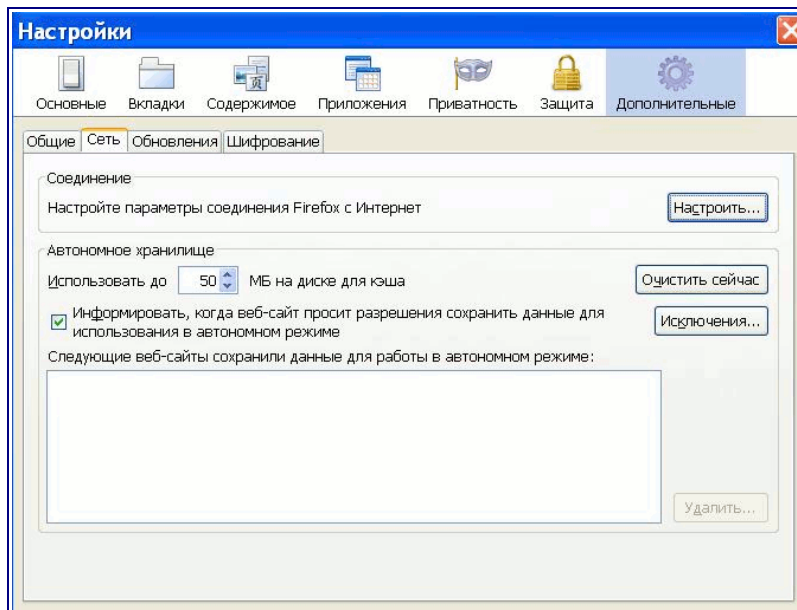 Настройки
Основные Вкладки Содержимое Приложения Приватность Защита Дополнительные
Общие Сеть Обновления Шифрование
Соединение
Настройте параметры соединения Firefox с Интернет Настроить...
Автономное хранилище
Использовать до 50 МБ на диске для кэша Очистить сейчас
Информировать, когда веб-сайт просит разрешения сохранить данные для
использования в автономном режиме
Исключения...
Следующие веб-сайты сохранили данные для работы в автономном режиме:
Удалить...